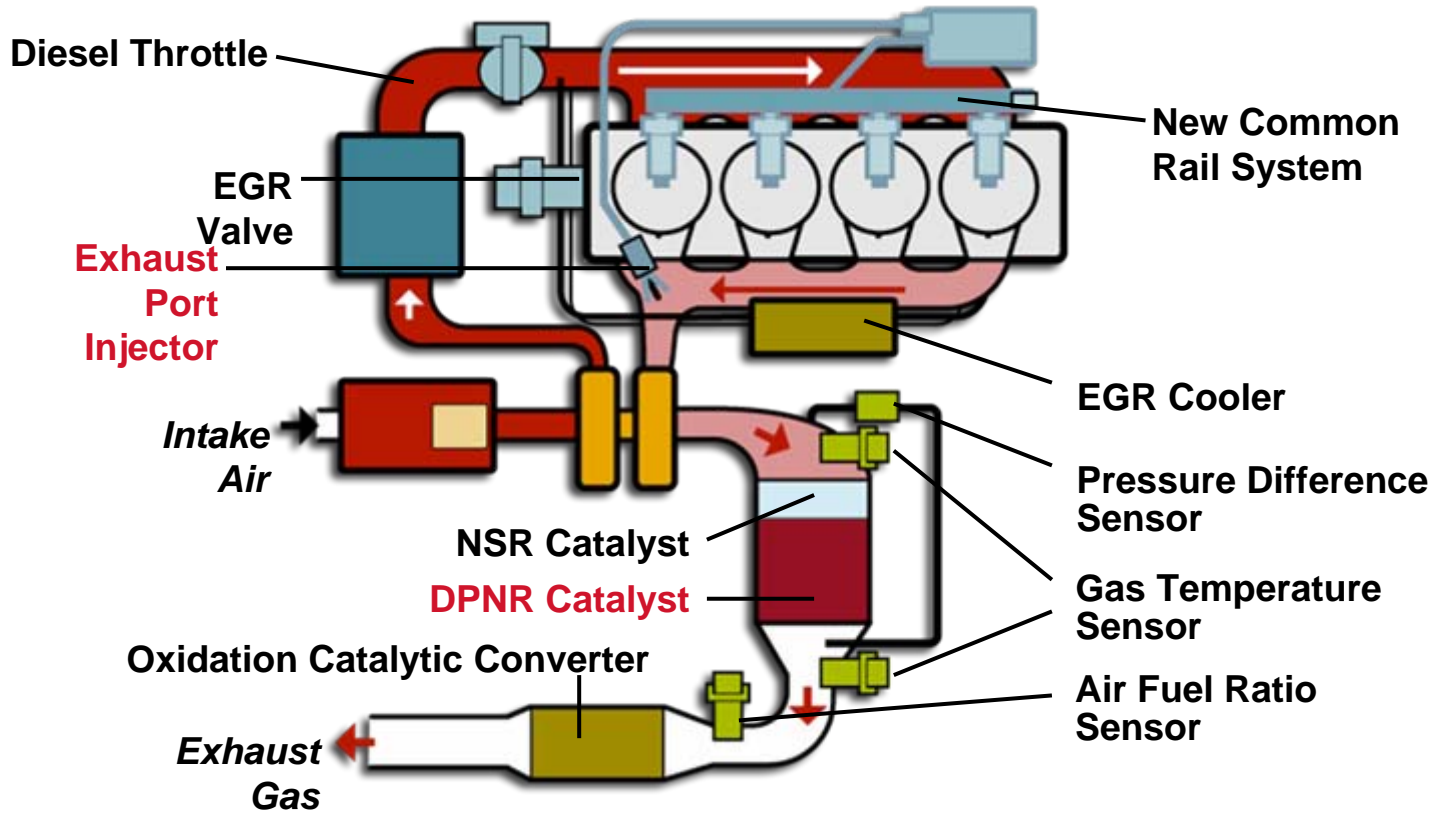 Diesel Throttle
New Common
Rail System
EGR
Valve
Exhaust
Port
Injector
Intake
Air
EGR Cooler
Pressure Difference
Sensor
NSR Catalyst
DPNR Catalyst
Gas Temperature
Sensor
Oxidation Catalytic Converter
Air Fuel Ratio
Sensor
Exhaust
Gas